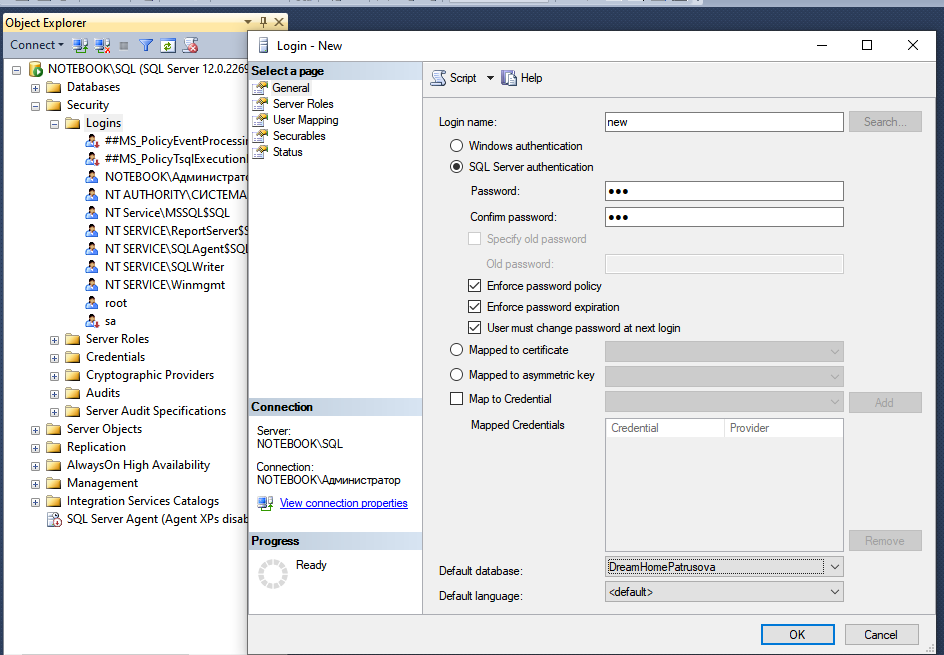 Object Explorer
Connect
NOTEBOOK\SQL (SQL Server 12.0.2269
Databases
Security
Logins
##MS_PolicyEventProcessin
##MS_PolicyTsqlExecutionL
NOTEBOOK\Администрато
NT AUTHORITY\СИСТЕМА
NT Service\MSSQL$SQL
NT SERVICE\ReportServer$S
NT SERVICE\SQLAgent$SQL
NT SERVICE\SQLWriter
NT SERVICE\Winmgmt
root
sa
Server Roles
Credentials
Cryptographic Providers
Audits
Server Audit Specifications
Server Objects
Replication
AlwaysOn High Availability
Management
Integration Services Catalogs
SQL Server Agent (Agent XPs disab
Login - New
Select a page
General
Server Roles
User Mapping
Securables
Status
Connection
Server:
NOTEBOOK\SQL
Connection:
NOTEBOOK\Администратор
View connection properties
Progress
Ready
Script Help
Login name: new Search...
Windows authentication
SQL Server authentication
Password: •••
Confirm password: •••
Specify old password
Old password:
Enforce password policy
Enforce password expiration
User must change password at next login
Mapped to certificate
Mapped to asymmetric key
Map to Credential Add
Mapped Credentials Credential Provider
Remove
Default database: DreamHomePatrusova
Default language: <default>
OK Cancel